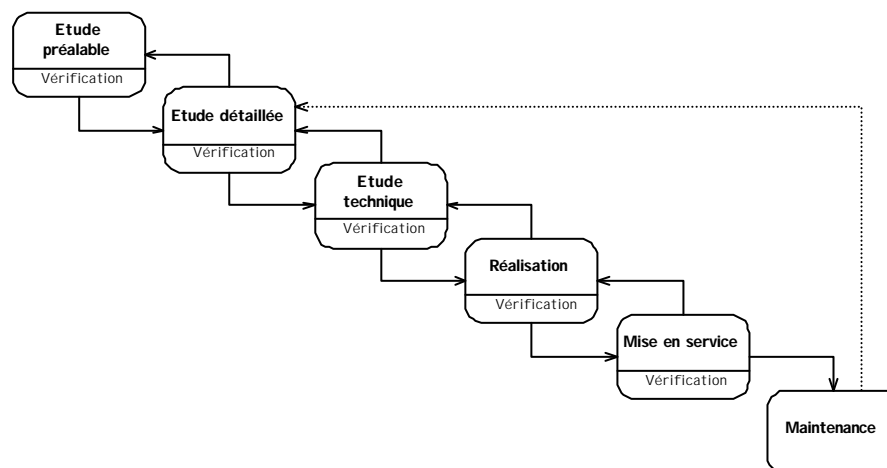 Etude
préalable
Vérification
Etude détaillée
Vérification
Etude
technique
Vérification
Réalisation
Vérification
Mise en service
Vérification
Maintenance